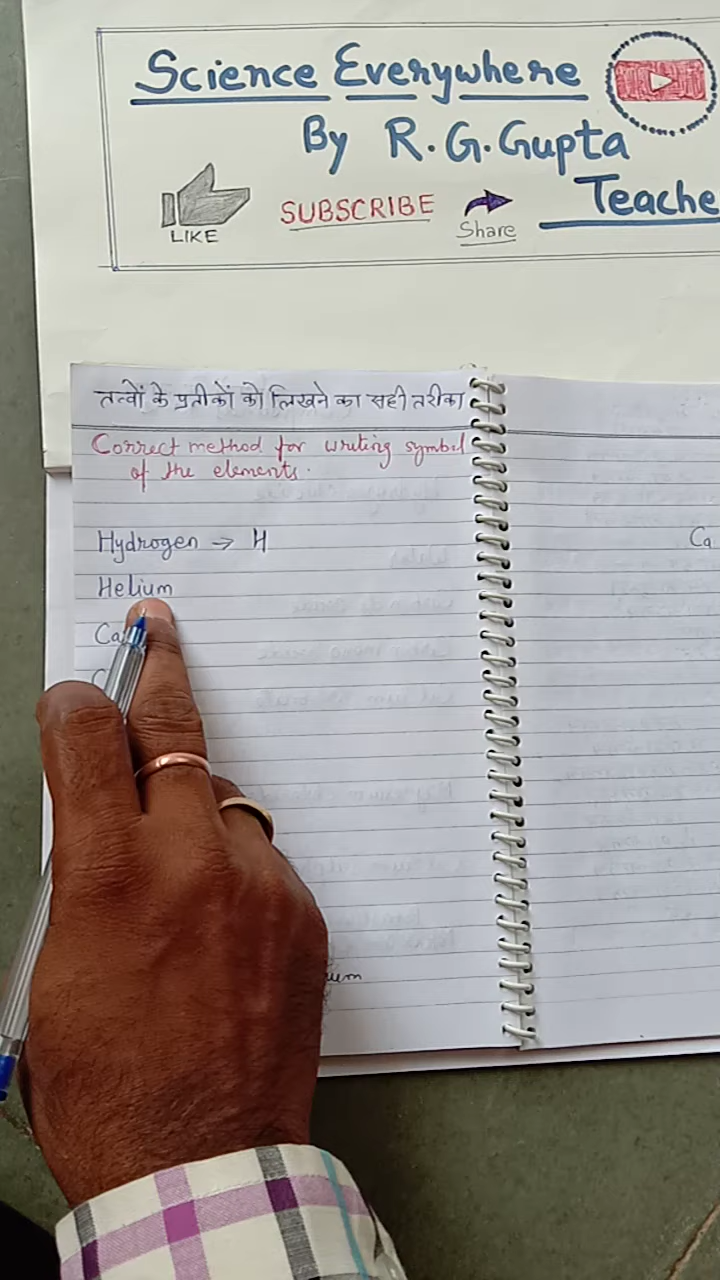 Science Everywhere
By R.G.Gupta
Teache
LIKE
SUBSCRIBE
Share
तत्वों के प्रतीकों को लिखने का सही तरीका
Correct method for writing symbol
of the elements.
Hydrogen → H
Helium
Ca
Ca